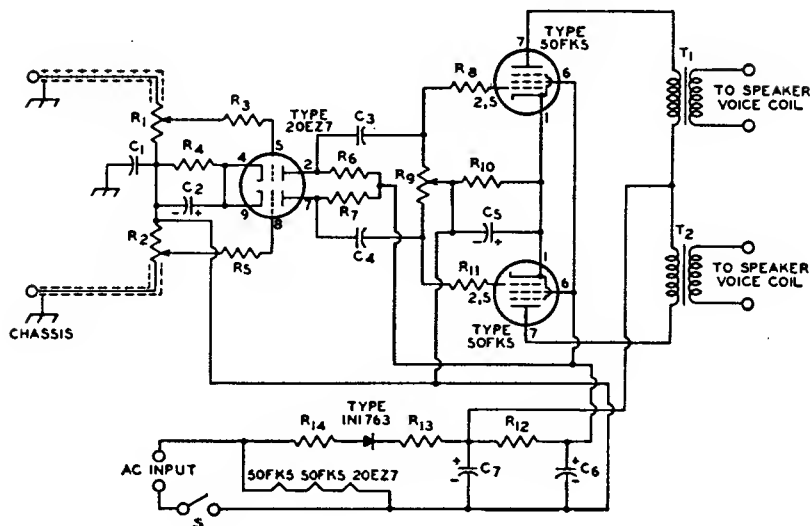 7
TYPE
50FK5
T1
R8
6
2,5
1
TO SPEAKER
VOICE COIL
R3
TYPE
20EZ7
C3
R1
5
R4
4
2
R6
R9
R10
C1
C2
- +
9
7
R7
C5
- +
8
R2
R5
C4
R11
1
6
2,5
T2
TO SPEAKER
VOICE COIL
CHASSIS
TYPE
50FK5
7
TYPE
1N1763
R14
R13
R12
AC INPUT
50FK5 50FK5 20EZ7
+
-
C7
+
-
C6
S